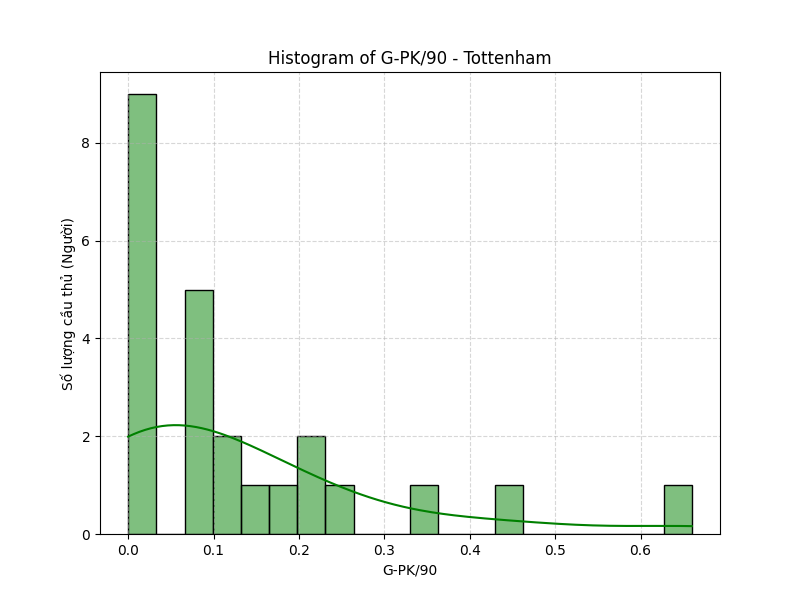 Histogram of G-PK/90 - Tottenham
Số lượng cầu thủ (Người)
8
6
4
2
0
0.0 0.1 0.2 0.3 0.4 0.5 0.6
G-PK/90